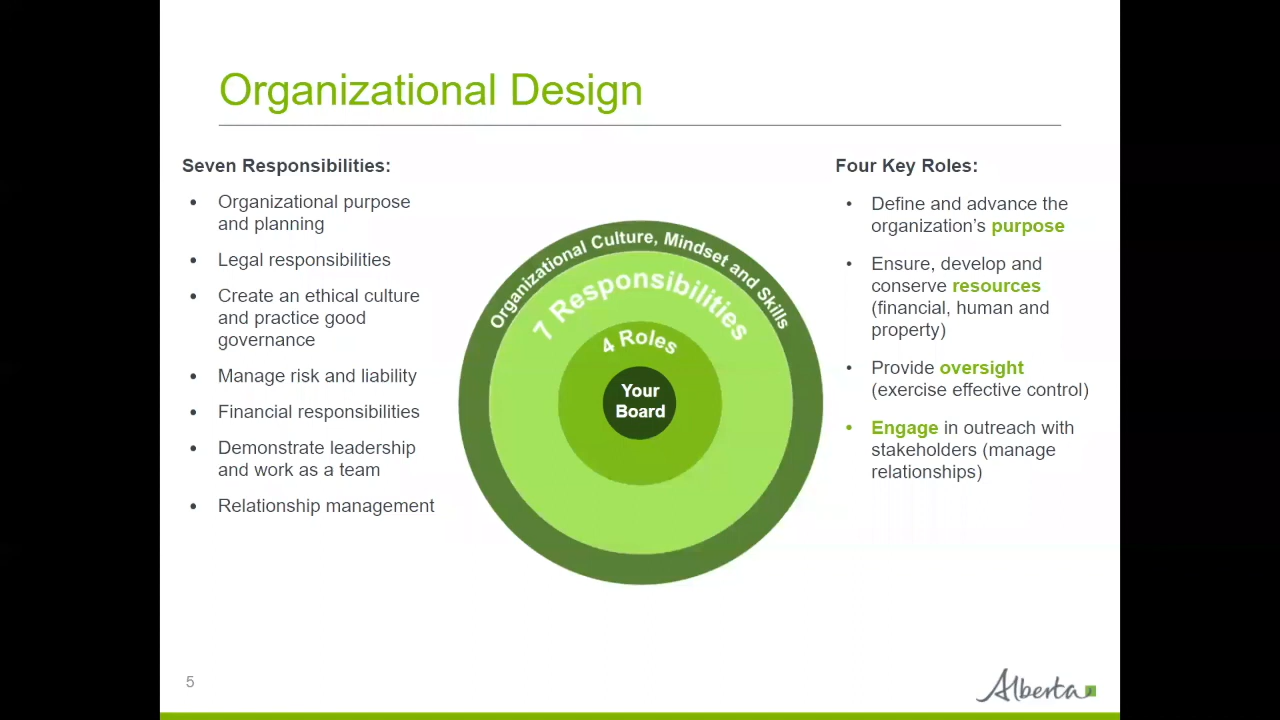 Organizational Design
Seven Responsibilities:
• Organizational purpose
and planning
• Legal responsibilities
• Create an ethical culture
and practice good
governance
• Manage risk and liability
• Financial responsibilities
• Demonstrate leadership
and work as a team
• Relationship management
Organizational Culture, Mindset and Skills
7 Responsibilities
4 Roles
Your
Board
Four Key Roles:
• Define and advance the
organization’s purpose
• Ensure, develop and
conserve resources
(financial, human and
property)
• Provide oversight
(exercise effective control)
• Engage in outreach with
stakeholders (manage
relationships)
5
Alberta